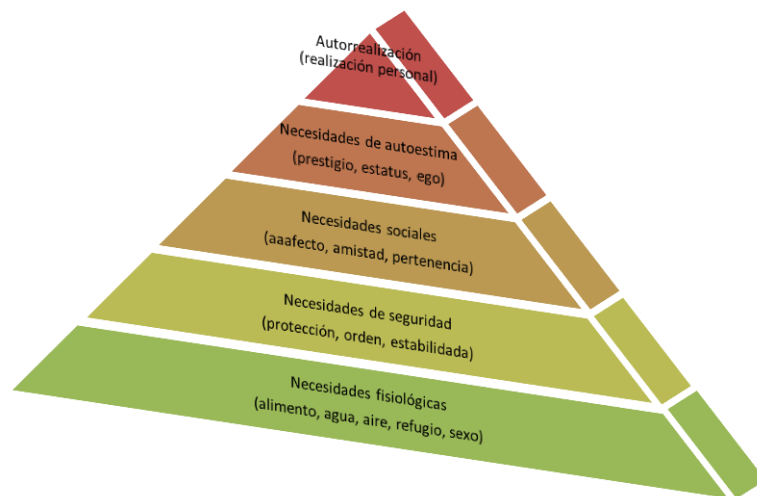 Autorrealización
(realización personal)
Necesidades de autoestima
(prestigio, estatus, ego)
Necesidades sociales
(aaafecto, amistad, pertenencia)
Necesidades de seguridad
(protección, orden, estabilidada)
Necesidades fisiológicas
(alimento, agua, aire, refugio, sexo)